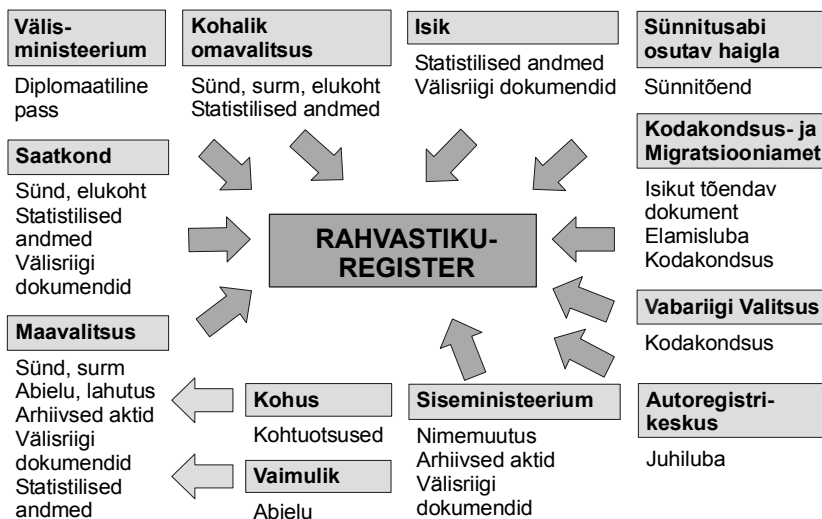 Välis-
ministeerium
Diplomaatiline
pass
Kohalik
omavalitsus
Sünd, surm, elukoht
Statistilised andmed
Isik
Statistilised andmed
Välisriigi dokumendid
Sünnitusabi
osutav haigla
Sünnitõend
Saatkond
Sünd, elukoht
Statistilised
andmed
Välisriigi
dokumendid
Kodakondsus- ja
Migratsiooniamet
Isikut tõendav
dokument
Elamisluba
Kodakondsus
RAHVASTIKU-
REGISTER
Maavalitsus
Sünd, surm
Abielu, lahutus
Arhiivsed aktid
Välisriigi
dokumendid
Statistilised
andmed
Kohus
Kohtuotsused
Vaimulik
Abielu
Siseministeerium
Nimemuutus
Arhiivsed aktid
Välisriigi
dokumendid
Vabariigi Valitsus
Kodakondsus
Autoregistri-
keskus
Juhiluba